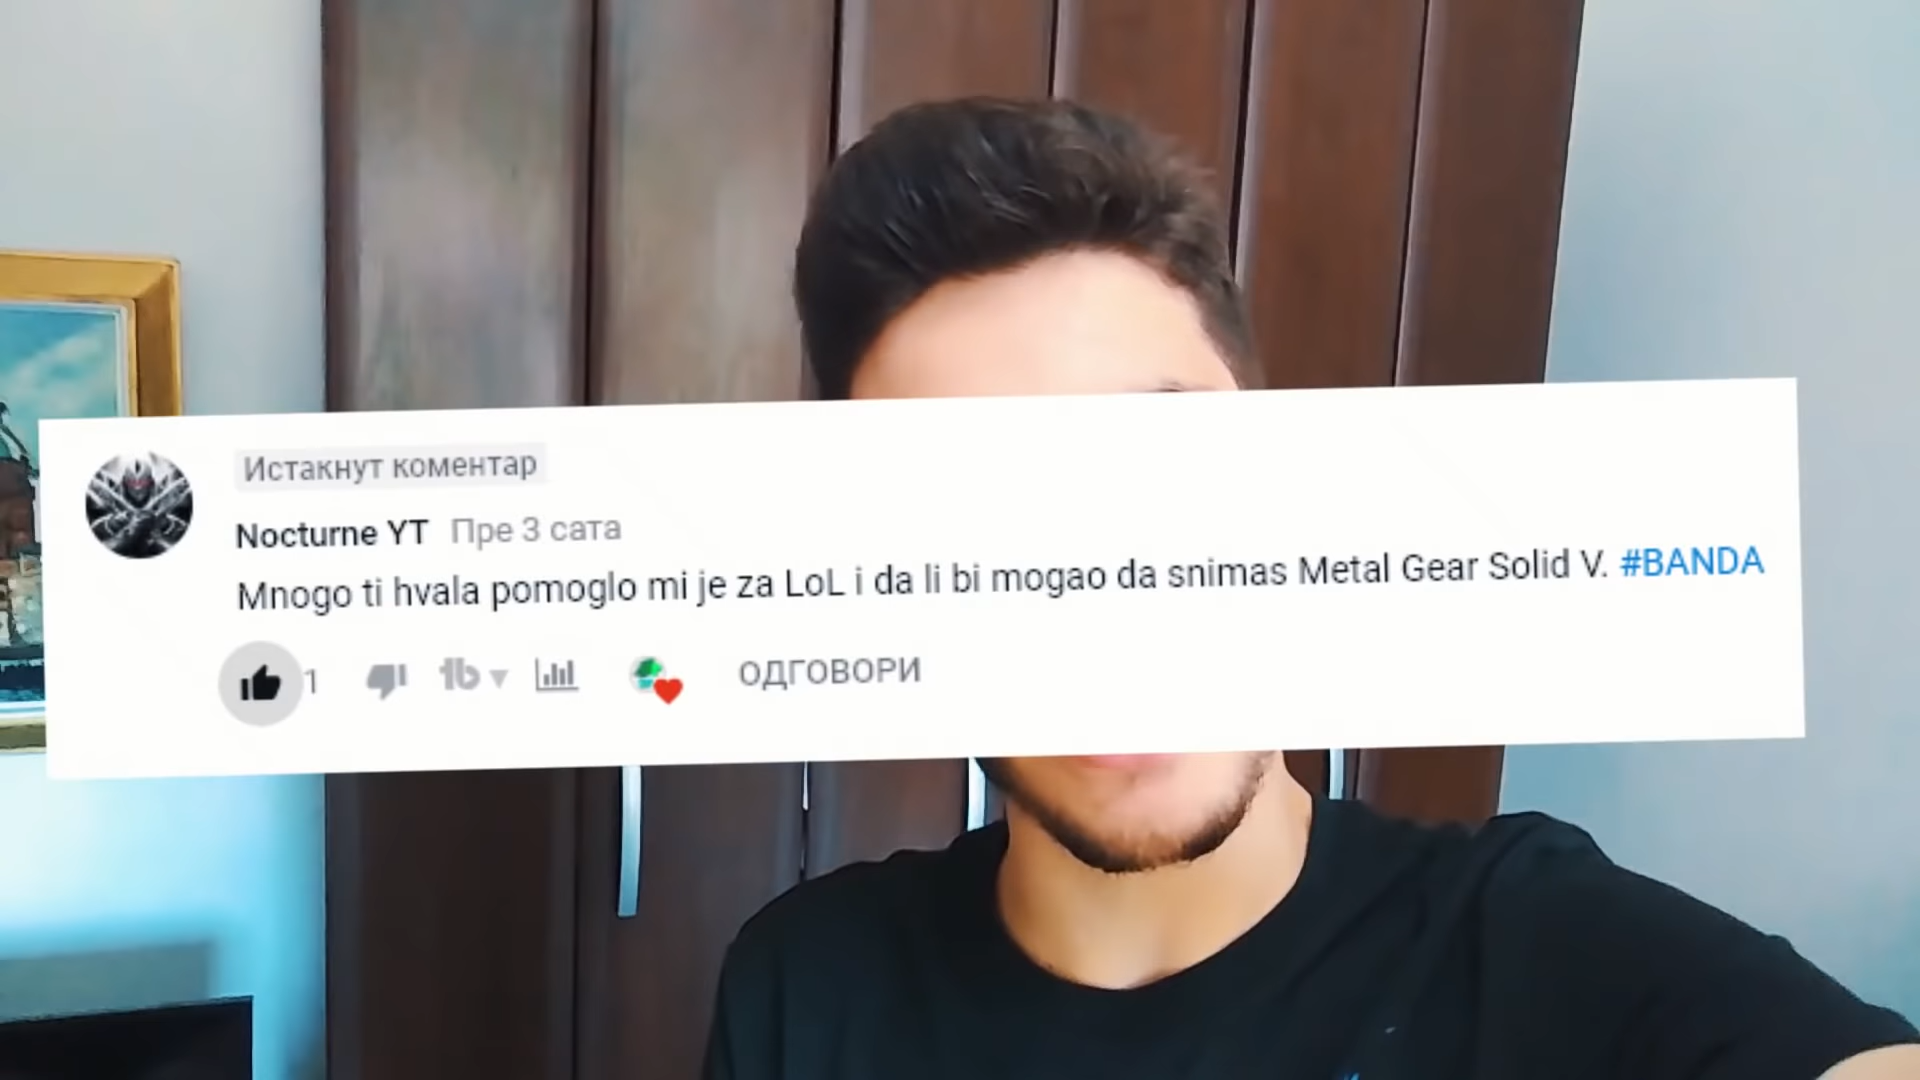 Истакнут коментар
Nocturne YT Пре 3 сата
Mnogo ti hvala pomoglo mi je za LoL i da li bi mogao da snimas Metal Gear Solid V. #BANDA
1 ОДГОВОРИ